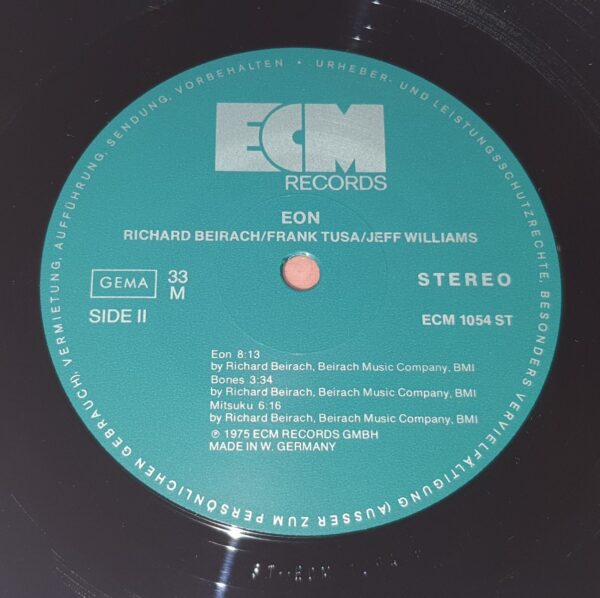 URHEBER- UND LEISTUNGSSCHUTZRECHTE, BESONDERS VERVIELFÄLTIGUNG (AUSSER ZUM PERSÖNLICHEN GEBRAUCH), VERMIETUNG, AUFFÜHRUNG, SENDUNG, VORBEHALTEN •
ECM
RECORDS
EON
RICHARD BEIRACH/FRANK TUSA/JEFF WILLIAMS
GEMA
33
M
STEREO
SIDE II
ECM 1054 ST
Eon 8:13
by Richard Beirach, Beirach Music Company, BMI
Bones 3:34
by Richard Beirach, Beirach Music Company, BMI
Mitsuku 6:16
by Richard Beirach, Beirach Music Company, BMI
℗ 1975 ECM RECORDS GMBH
MADE IN W. GERMANY